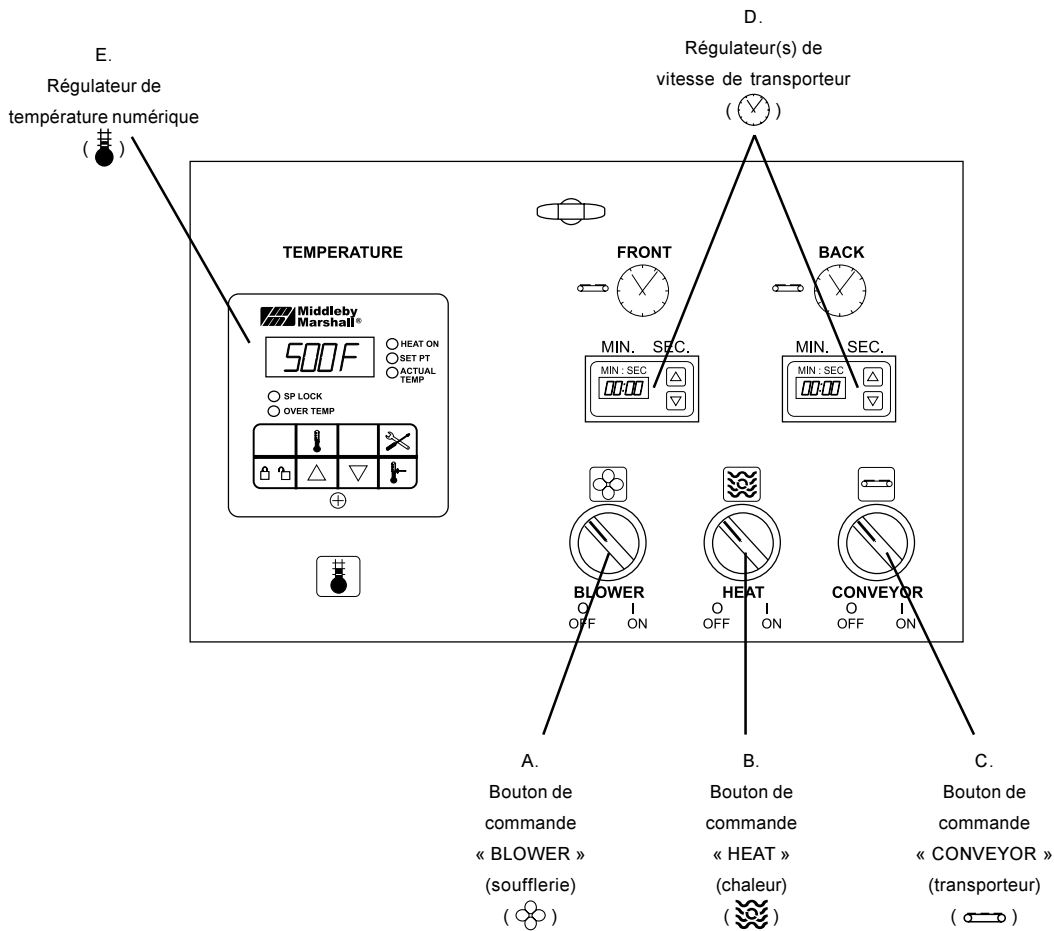 D.
Régulateur(s) de
vitesse de transporteur
( )
E.
Régulateur de
température numérique
( )
TEMPERATURE
Middleby
Marshall®
500F
HEAT ON
SET PT
ACTUAL
TEMP
SP LOCK
OVER TEMP
FRONT
BACK
MIN. SEC.
MIN : SEC
00:00
MIN. SEC.
MIN : SEC
00:00
BLOWER
O I
OFF ON
HEAT
O I
OFF ON
CONVEYOR
O I
OFF ON
A.
Bouton de
commande
« BLOWER »
(soufflerie)
( )
B.
Bouton de
commande
« HEAT »
(chaleur)
( )
C.
Bouton de
commande
« CONVEYOR »
(transporteur)
( )